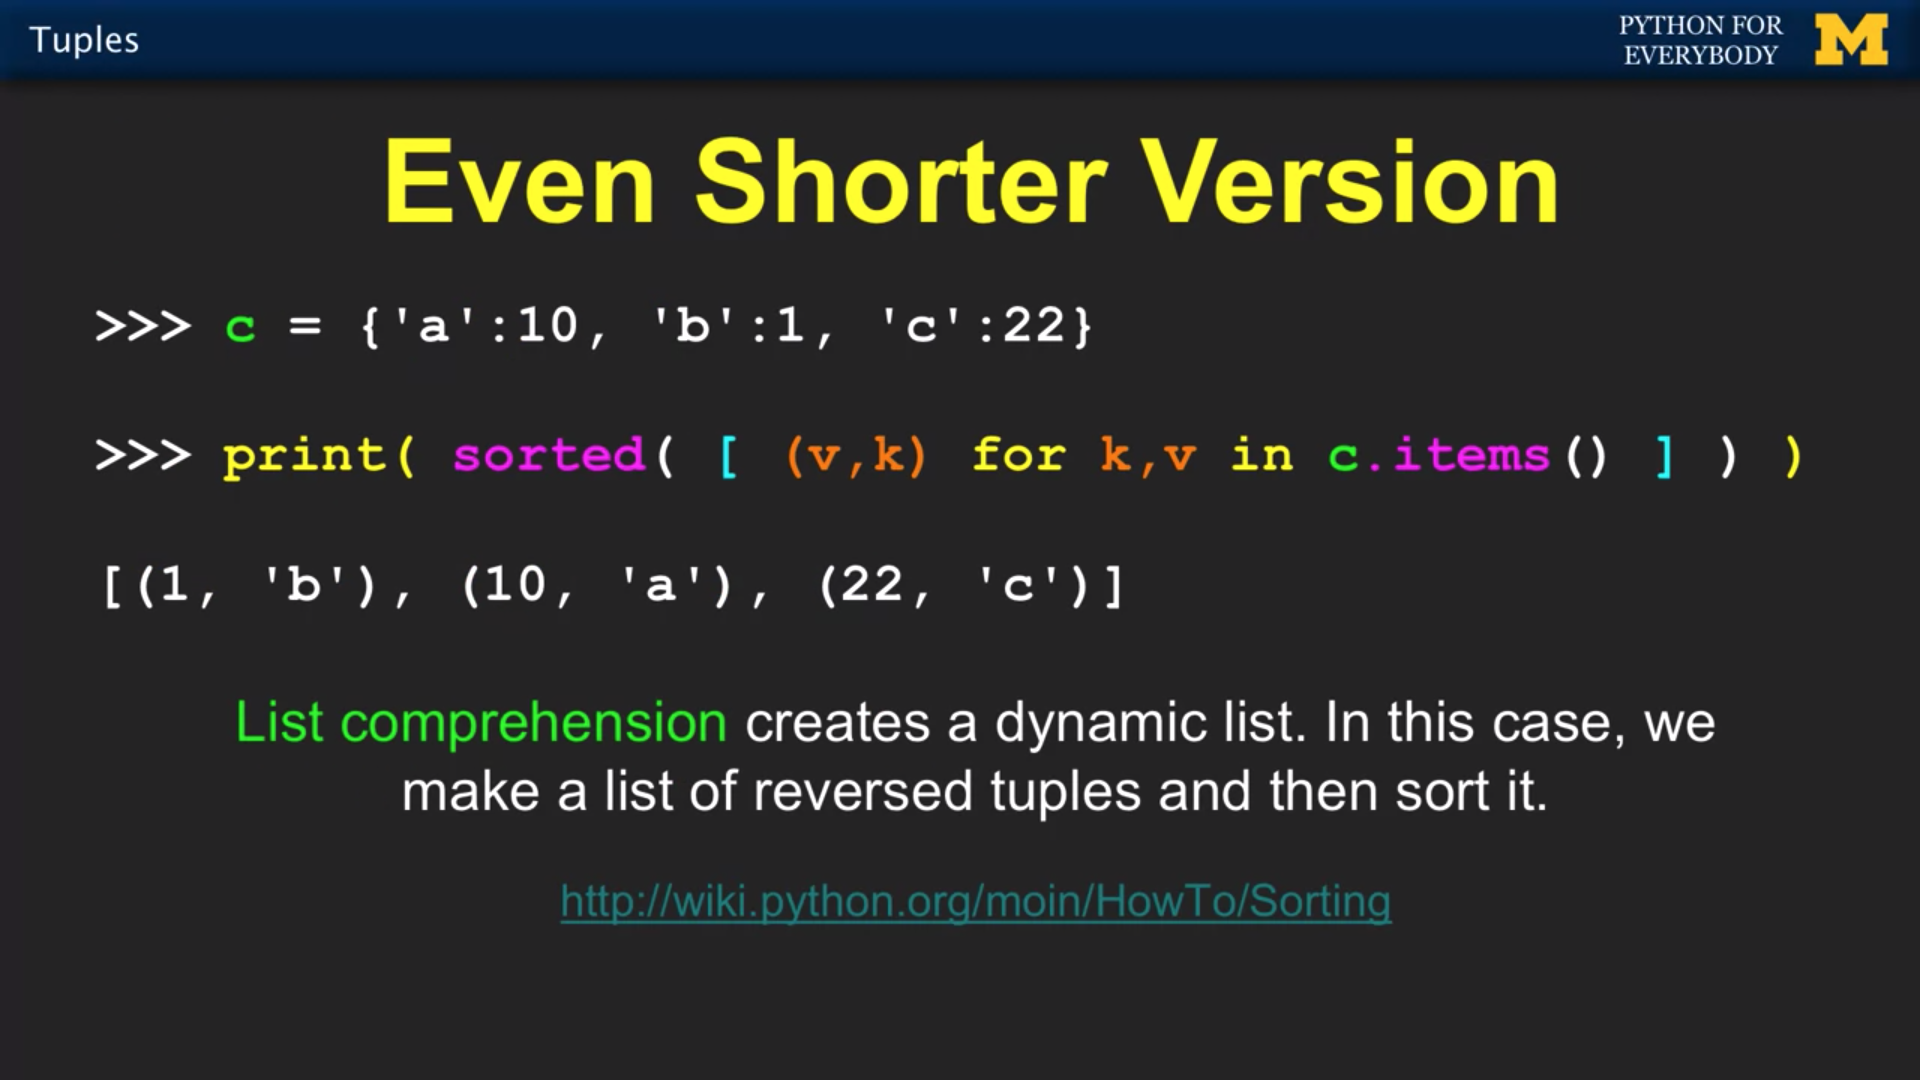 Tuples
PYTHON FOR
EVERYBODY
M
Even Shorter Version
>>> c = {'a':10, 'b':1, 'c':22}
>>> print( sorted( [ (v,k) for k,v in c.items() ] ) )
[(1, 'b'), (10, 'a'), (22, 'c')]
List comprehension creates a dynamic list. In this case, we
make a list of reversed tuples and then sort it.
http://wiki.python.org/moin/HowTo/Sorting